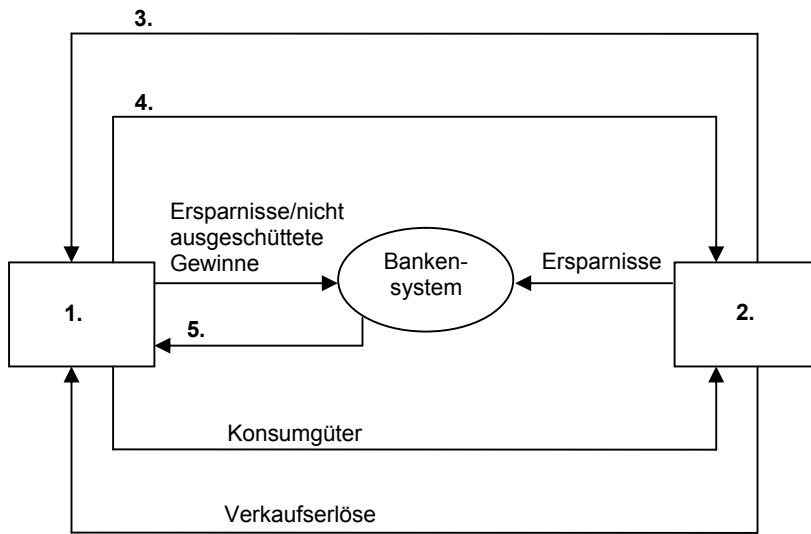 3.
4.
Ersparnisse/nicht
ausgeschüttete
Gewinne
Banken-
system
Ersparnisse
1.
2.
5.
Konsumgüter
Verkaufserlöse